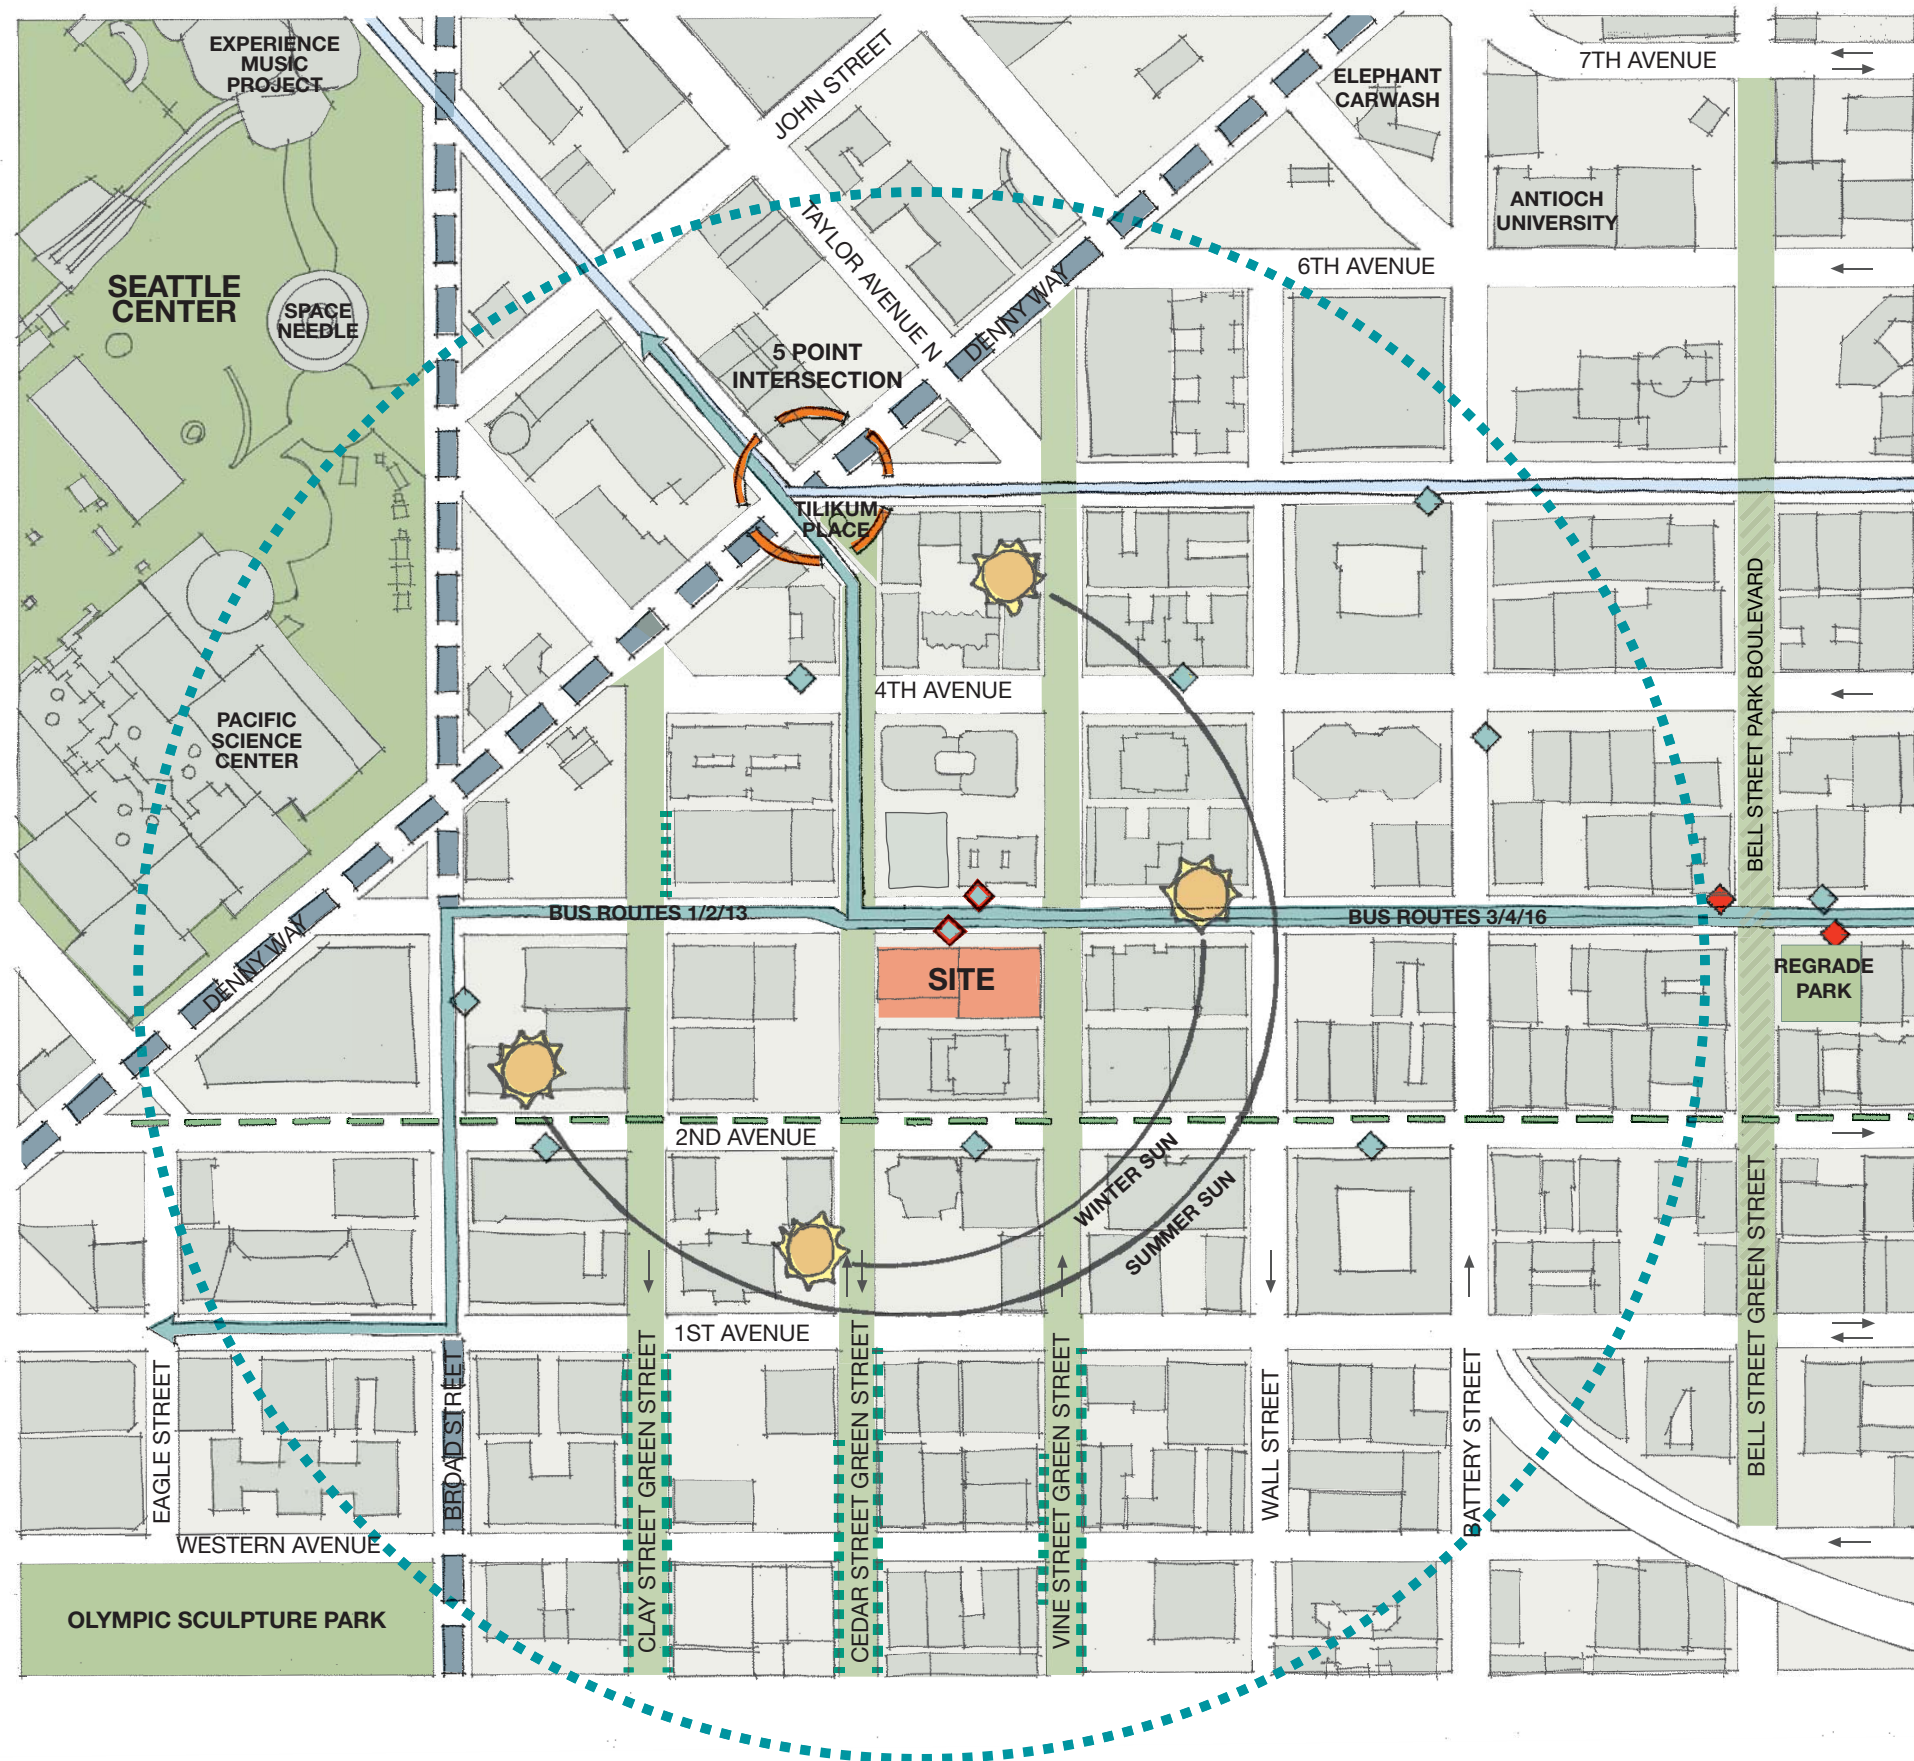 EXPERIENCE
MUSIC
PROJECT
JOHN STREET
ELEPHANT
CARWASH
7TH AVENUE
ANTIOCH
UNIVERSITY
TAYLOR AVENUE N
6TH AVENUE
SEATTLE
CENTER
SPACE
NEEDLE
DENNY WAY
5 POINT
INTERSECTION
TILIKUM
PLACE
BELL STREET PARK BOULEVARD
4TH AVENUE
PACIFIC
SCIENCE
CENTER
BUS ROUTES 1/2/13
BUS ROUTES 3/4/16
DENNY WAY
SITE
REGRADE
PARK
2ND AVENUE
WINTER SUN
SUMMER SUN
1ST AVENUE
EAGLE STREET
BROAD STREET
CLAY STREET GREEN STREET
CEDAR STREET GREEN STREET
VINE STREET GREEN STREET
WALL STREET
BATTERY STREET
BELL STREET GREEN STREET
WESTERN AVENUE
OLYMPIC SCULPTURE PARK